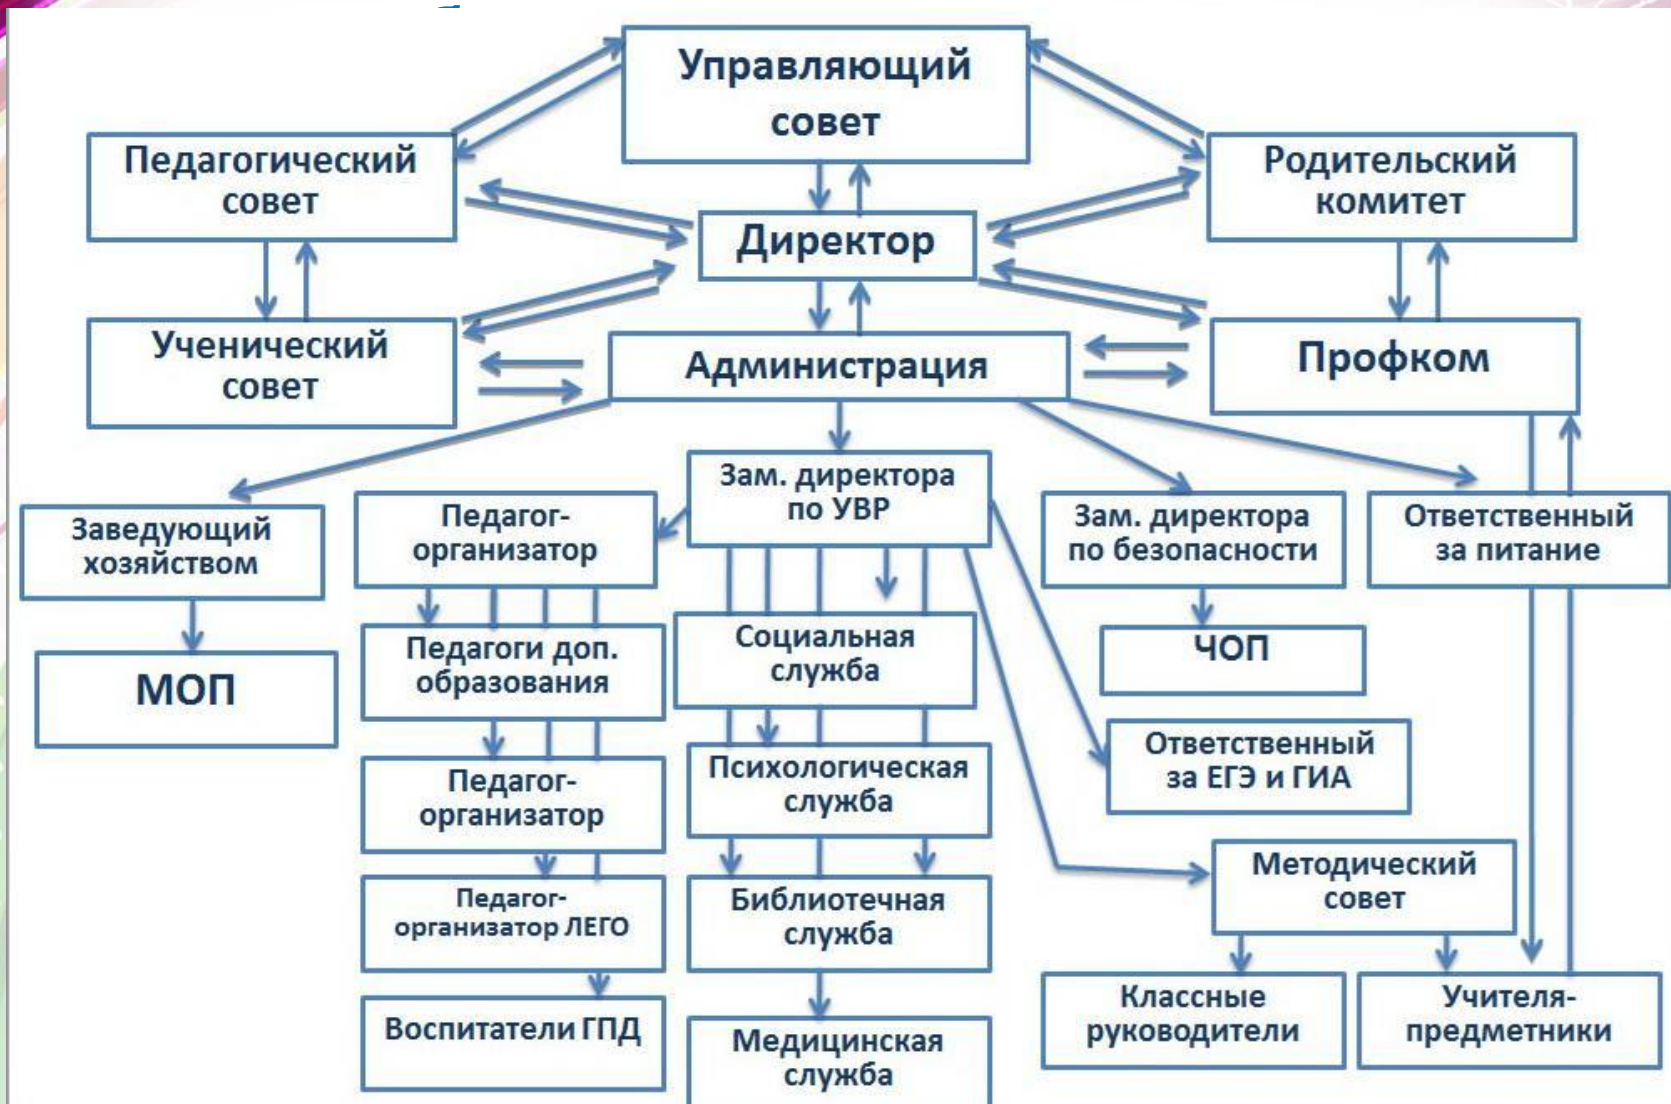 Управляющий
совет
Педагогический
совет
Родительский
комитет
Директор
Ученический
совет
Администрация
Профком
Заведующий
хозяйством
Педагог-
организатор
Зам. директора
по УВР
Зам. директора
по безопасности
Ответственный
за питание
МОП
Педагоги доп.
образования
Социальная
служба
ЧОП
Педагог-
организатор
Психологическая
служба
Ответственный
за ЕГЭ и ГИА
Педагог-
организатор ЛЕГО
Библиотечная
служба
Методический
совет
Воспитатели ГПД
Медицинская
служба
Классные
руководители
Учителя-
предметники